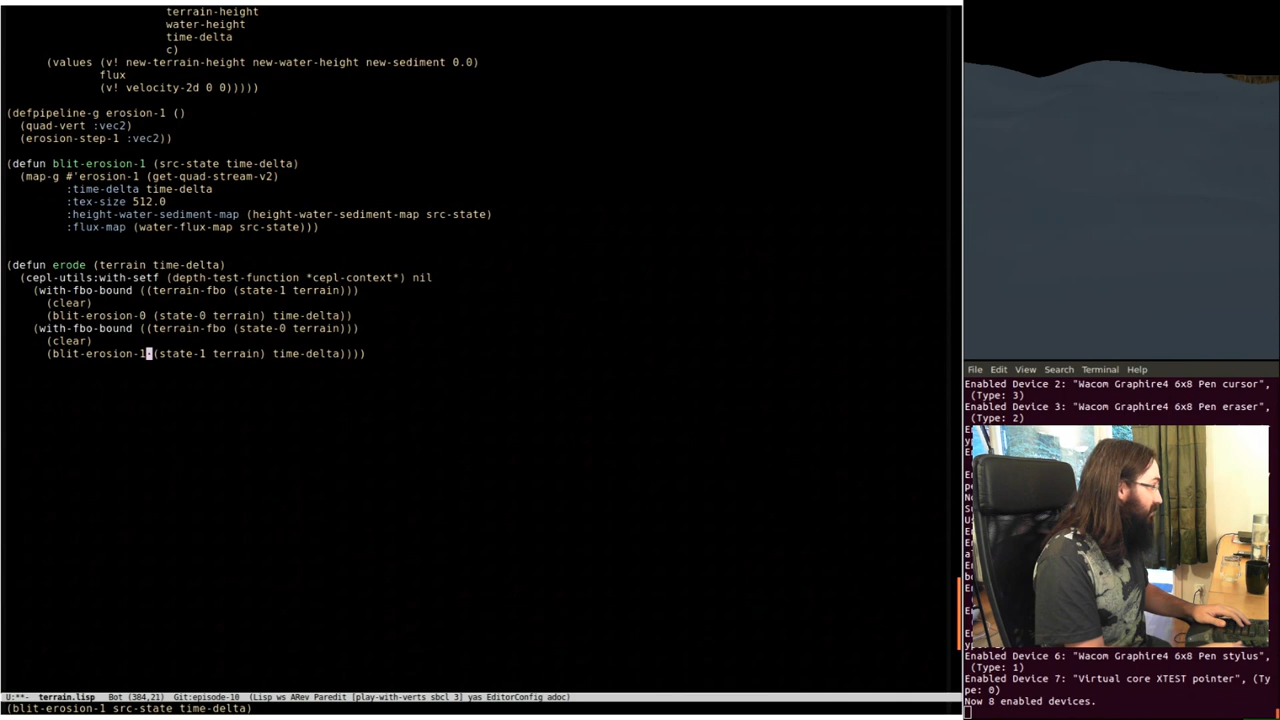 terrain-height
water-height
time-delta
c)
(values (v! new-terrain-height new-water-height new-sediment 0.0)
flux
(v! velocity-2d 0 0)))))
(defpipeline-g erosion-1 ()
(quad-vert :vec2)
(erosion-step-1 :vec2))
(defun blit-erosion-1 (src-state time-delta)
(map-g #'erosion-1 (get-quad-stream-v2)
:time-delta time-delta
:tex-size 512.0
:height-water-sediment-map (height-water-sediment-map src-state)
:flux-map (water-flux-map src-state)))
(defun erode (terrain time-delta)
(cepl-utils:with-setf (depth-test-function *cepl-context*) nil
(with-fbo-bound ((terrain-fbo (state-1 terrain)))
(clear)
(blit-erosion-0 (state-0 terrain) time-delta))
(with-fbo-bound ((terrain-fbo (state-0 terrain)))
(clear)
(blit-erosion-1 (state-1 terrain) time-delta))))
U:**- terrain.lisp Bot (384,21) Git:episode-10 (Lisp ws ARev Paredit [play-with-verts sbcl 3] yas EditorConfig adoc)
(blit-erosion-1 src-state time-delta)
File Edit View Search Terminal Help
Enabled Device 2: "Wacom Graphire4 6x8 Pen cursor",
(Type: 3)
Enabled Device 3: "Wacom Graphire4 6x8 Pen eraser",
(Type: 2)
Enabled Device 6: "Wacom Graphire4 6x8 Pen stylus",
(Type: 1)
Enabled Device 7: "Virtual core XTEST pointer", (Ty
pe: 0)
Now 8 enabled devices.